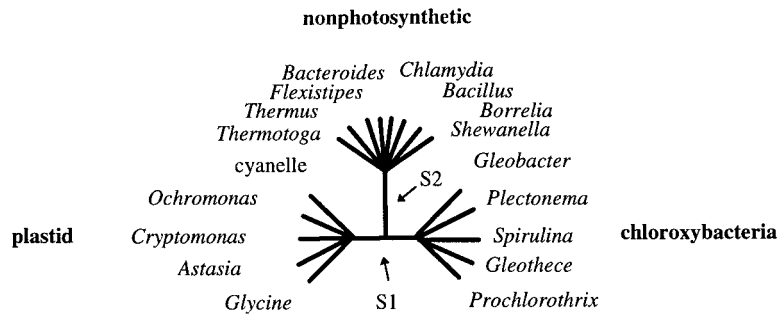 nonphotosynthetic
Bacteroides Chlamydia
Flexistipes Bacillus
Thermus Borrelia
Thermotoga Shewanella
cyanelle Gleobacter
S2
Ochromonas Plectonema
plastid Cryptomonas Spirulina chloroxybacteria
Astasia Gleothece
Glycine S1 Prochlorothrix